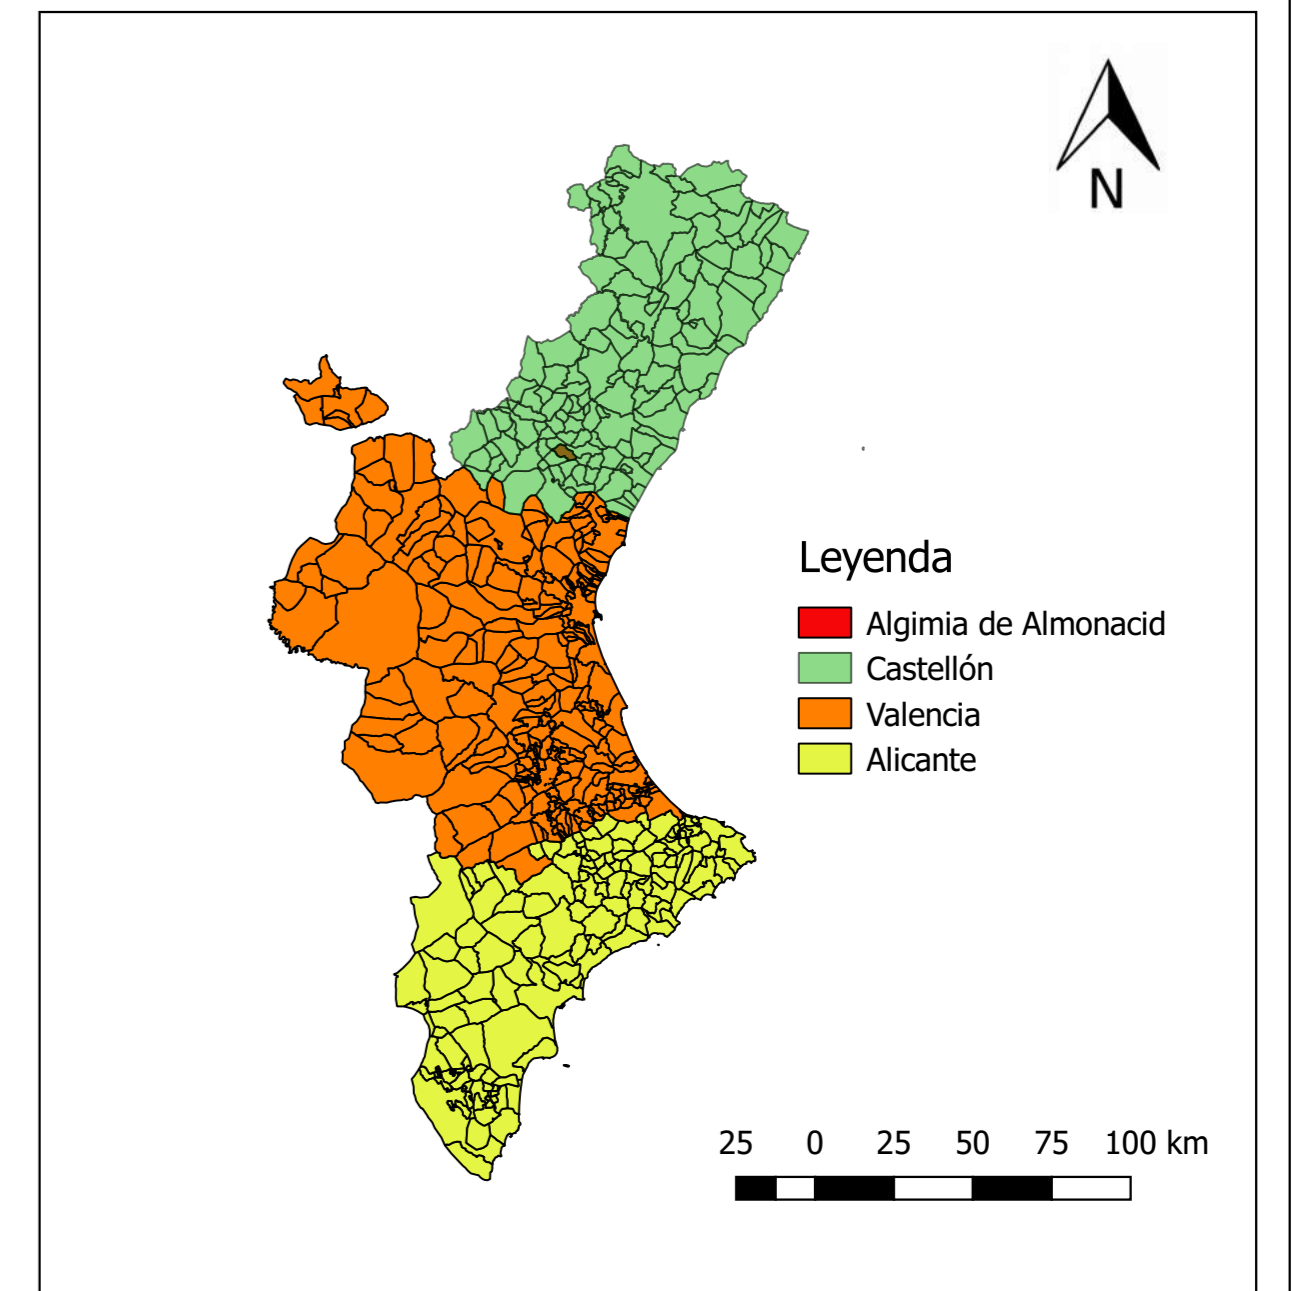 N
Leyenda
Algimia de Almonacid
Castellón
Valencia
Alicante
25 0 25 50 75 100 km